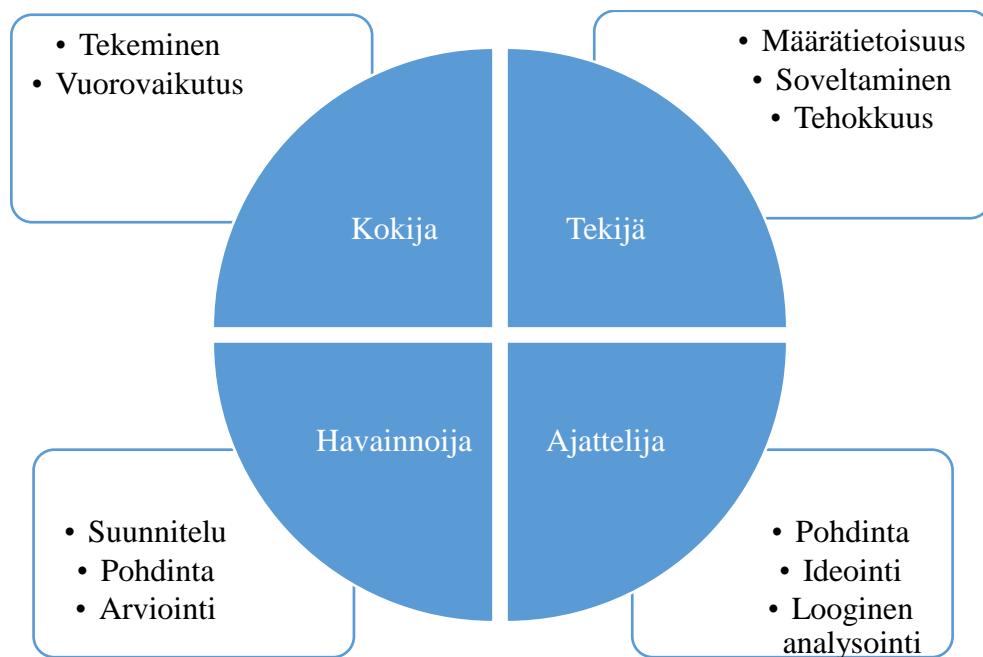 • Tekeminen
• Vuorovaikutus
• Määrätietoisuus
• Soveltaminen
• Tehokkuus
Kokija
Tekijä
Havainnoija
Ajattelija
• Suunnitelu
• Pohdinta
• Arviointi
• Pohdinta
• Ideointi
• Looginen
analysointi